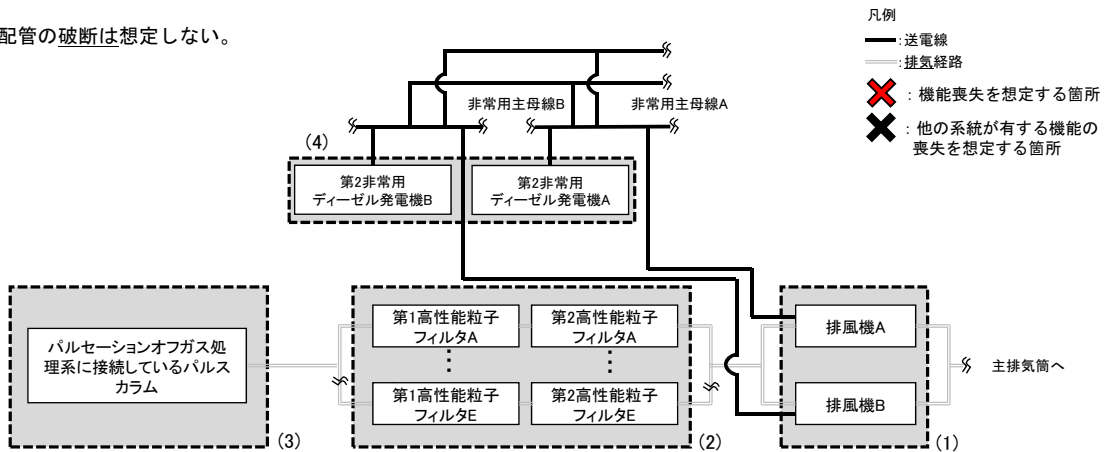 配管の破断は想定しない。
凡例
:送電線
:排気経路
：機能喪失を想定する箇所
：他の系統が有する機能の
喪失を想定する箇所
非常用主母線B
非常用主母線A
(4)
第2非常用
ディーゼル発電機B
第2非常用
ディーゼル発電機A
パルセーションオフガス処
理系に接続しているパルス
カラム
(3)
第1高性能粒子
フィルタA
第2高性能粒子
フィルタA
第1高性能粒子
フィルタE
第2高性能粒子
フィルタE
(2)
排風機A
排風機B
(1)
主排気筒へ